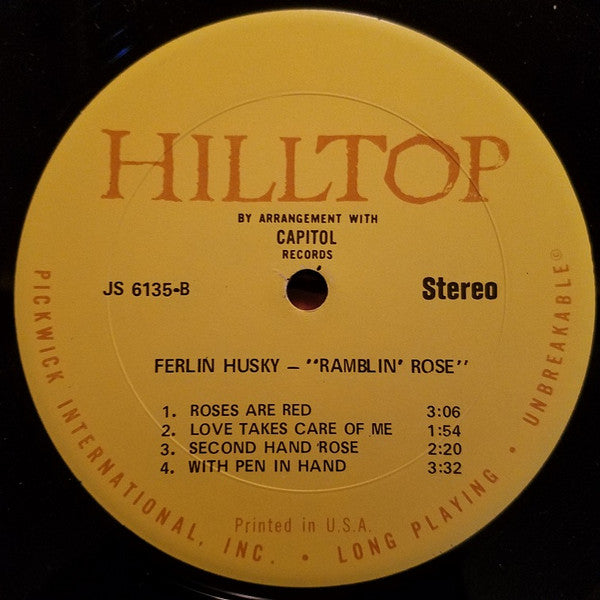 HILLTOP
BY ARRANGEMENT WITH
CAPITOL
RECORDS
JS 6135-B
Stereo
FERLIN HUSKY – "RAMBLIN' ROSE"
1. ROSES ARE RED 3:06
2. LOVE TAKES CARE OF ME 1:54
3. SECOND HAND ROSE 2:20
4. WITH PEN IN HAND 3:32
Printed in U.S.A.
PICKWICK INTERNATIONAL, INC. • LONG PLAYING • UNBREAKABLE©